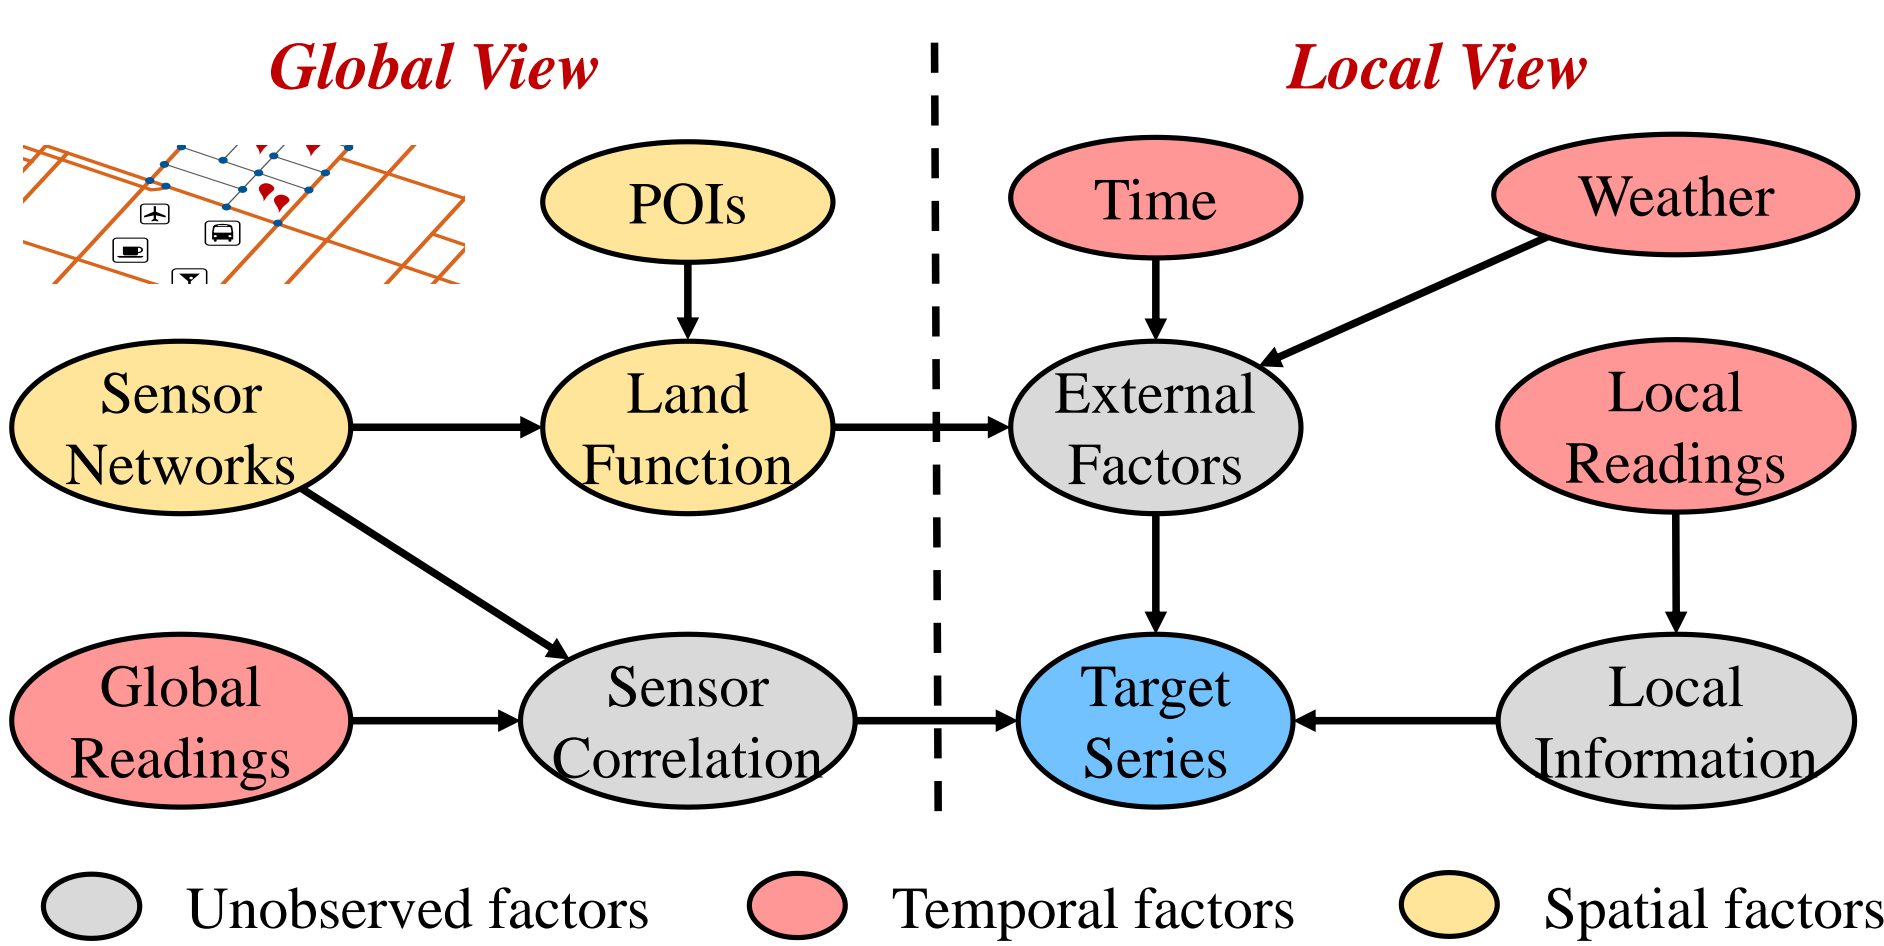 Global View
Local View
POIs
Time
Weather
Sensor
Networks
Land
Function
External
Factors
Local
Readings
Global
Readings
Sensor
Correlation
Target
Series
Local
Information
Unobserved factors
Temporal factors
Spatial factors